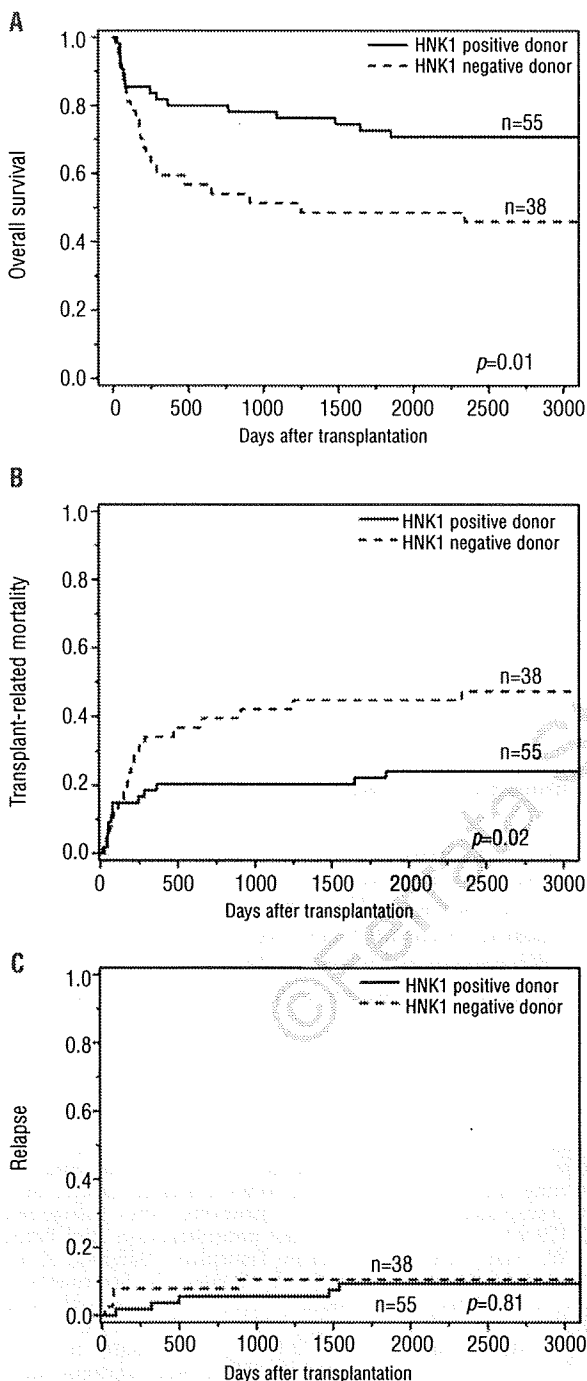 A
HNK1 positive donor
HNK1 negative donor
1.0
0.8
0.6
0.4
0.2
0.0
n=55
n=38
p=0.01
Overall survival
0 500 1000 1500 2000 2500 3000
Days after transplantation
B
HNK1 positive donor
HNK1 negative donor
1.0
0.8
0.6
0.4
0.2
0.0
n=38
n=55
p=0.02
Transplant-related mortality
0 500 1000 1500 2000 2500 3000
Days after transplantation
C
HNK1 positive donor
HNK1 negative donor
1.0
0.8
0.6
0.4
0.2
0.0
n=38
n=55 p=0.81
Relapse
0 500 1000 1500 2000 2500 3000
Days after transplantation
©Ferrata